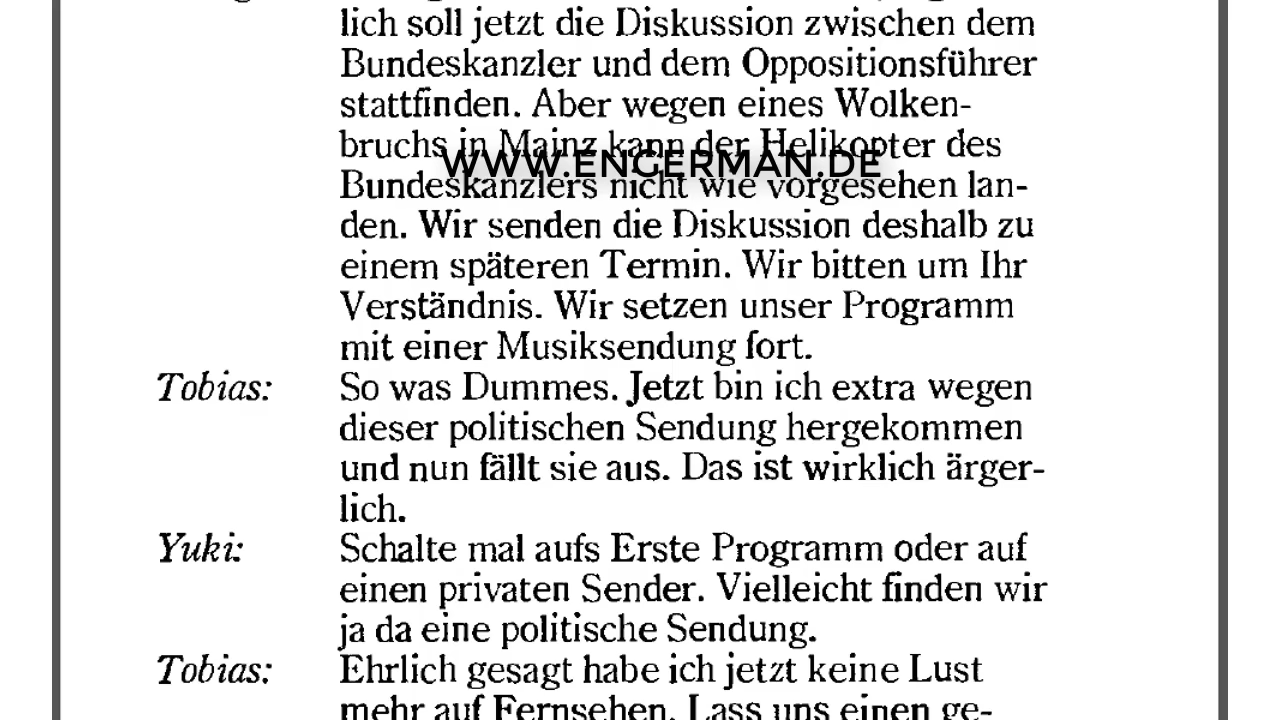 lich soll jetzt die Diskussion zwischen dem
Bundeskanzler und dem Oppositionsführer
stattfinden. Aber wegen eines Wolken-
bruchs in Mainz kann der Helikopter des
WWW.ENGERMAN.DE
Bundeskanzlers nicht wie vorgesehen lan-
den. Wir senden die Diskussion deshalb zu
einem späteren Termin. Wir bitten um Ihr
Verständnis. Wir setzen unser Programm
mit einer Musiksendung fort.
Tobias: So was Dummes. Jetzt bin ich extra wegen
dieser politischen Sendung hergekommen
und nun fällt sie aus. Das ist wirklich ärger-
lich.
Yuki: Schalte mal aufs Erste Programm oder auf
einen privaten Sender. Vielleicht finden wir
ja da eine politische Sendung.
Tobias: Ehrlich gesagt habe ich jetzt keine Lust
mehr auf Fernsehen. Lass uns einen ge-